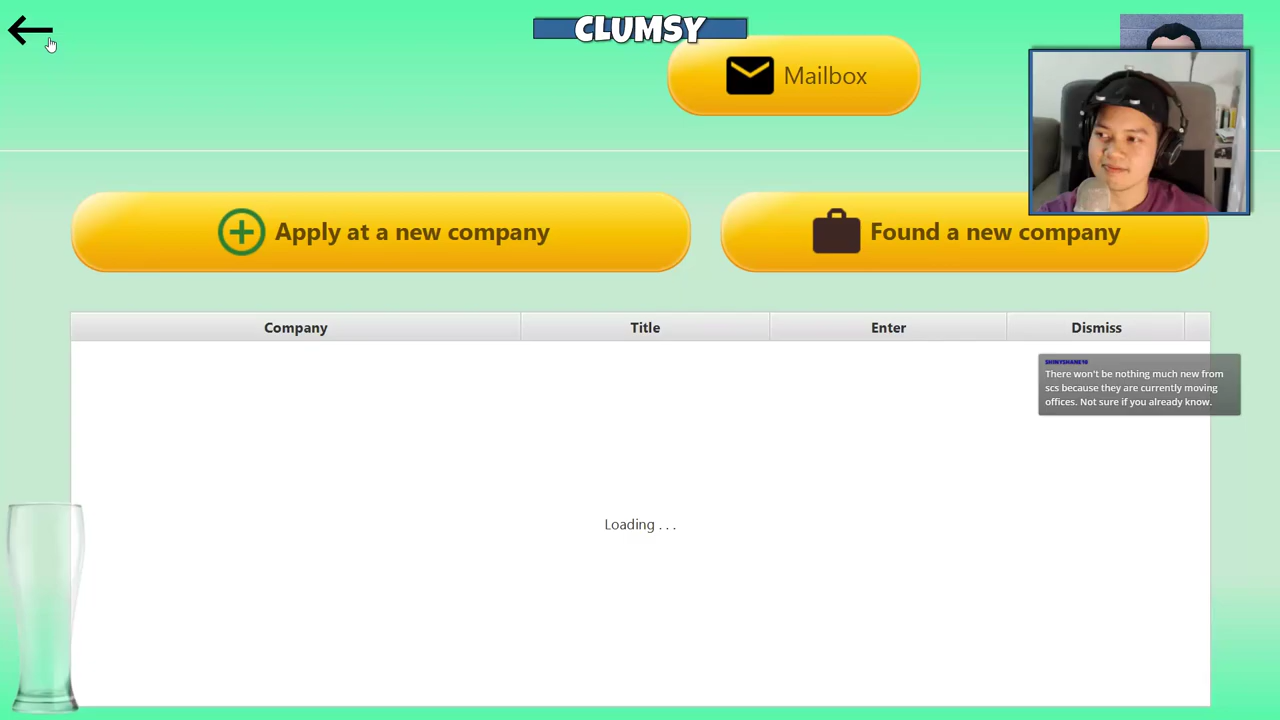 CLUMSY
Mailbox
Apply at a new company
Found a new company
Company Title Enter Dismiss
SHINYSHANE18
There won't be nothing much new from
scs because they are currently moving
offices. Not sure if you already know.
Loading . . .